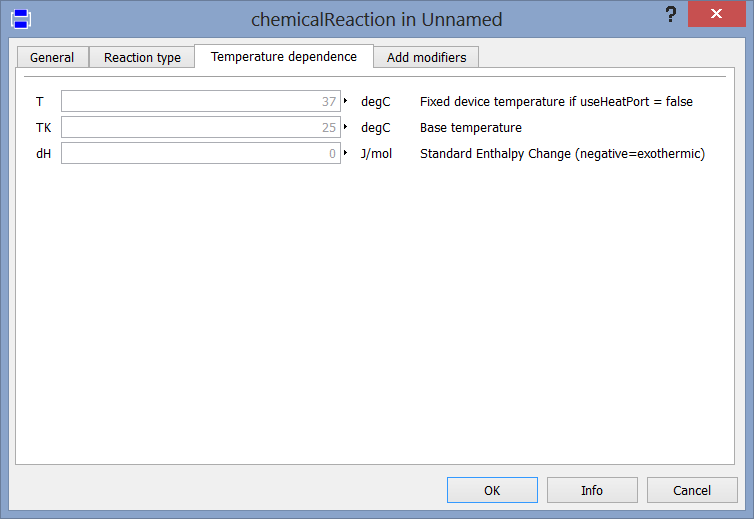 chemicalReaction in Unnamed
?
General Reaction type Temperature dependence Add modifiers
T 37 degC Fixed device temperature if useHeatPort = false
TK 25 degC Base temperature
dH 0 J/mol Standard Enthalpy Change (negative=exothermic)
OK Info Cancel